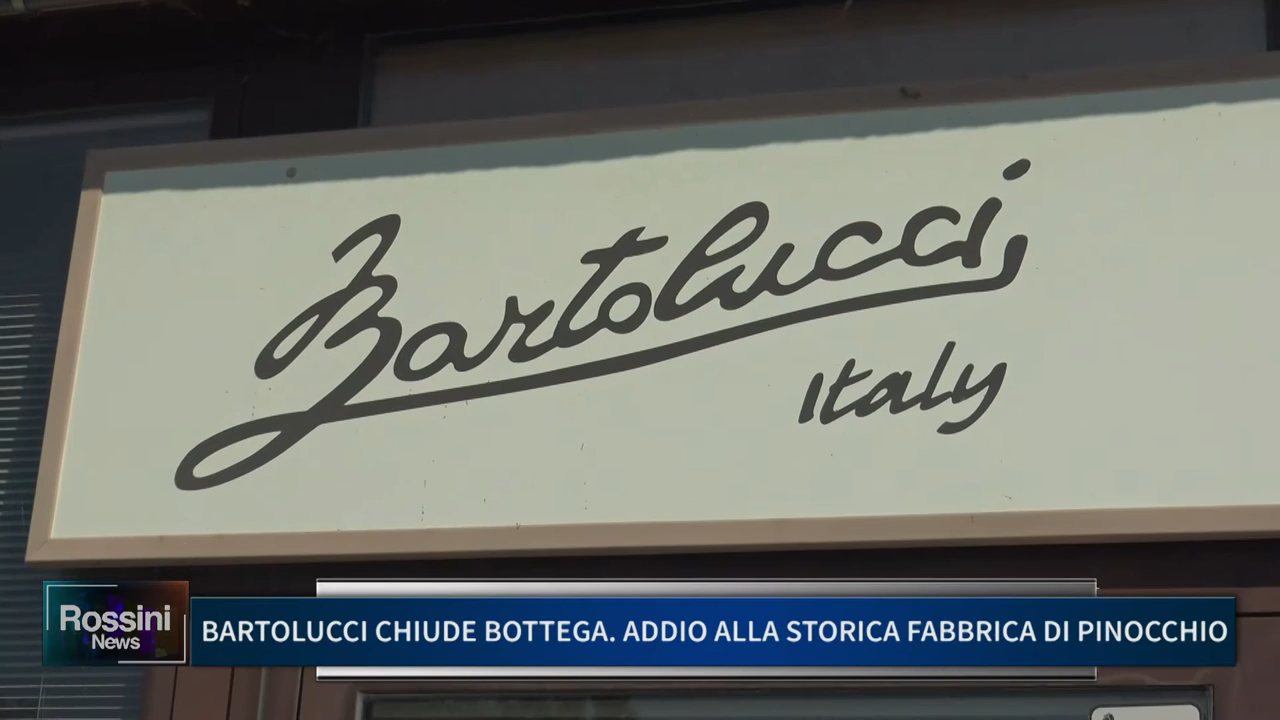 Bartolucci
Italy
Rossini
News
BARTOLUCCI CHIUDE BOTTEGA. ADDIO ALLA STORICA FABBRICA DI PINOCCHIO